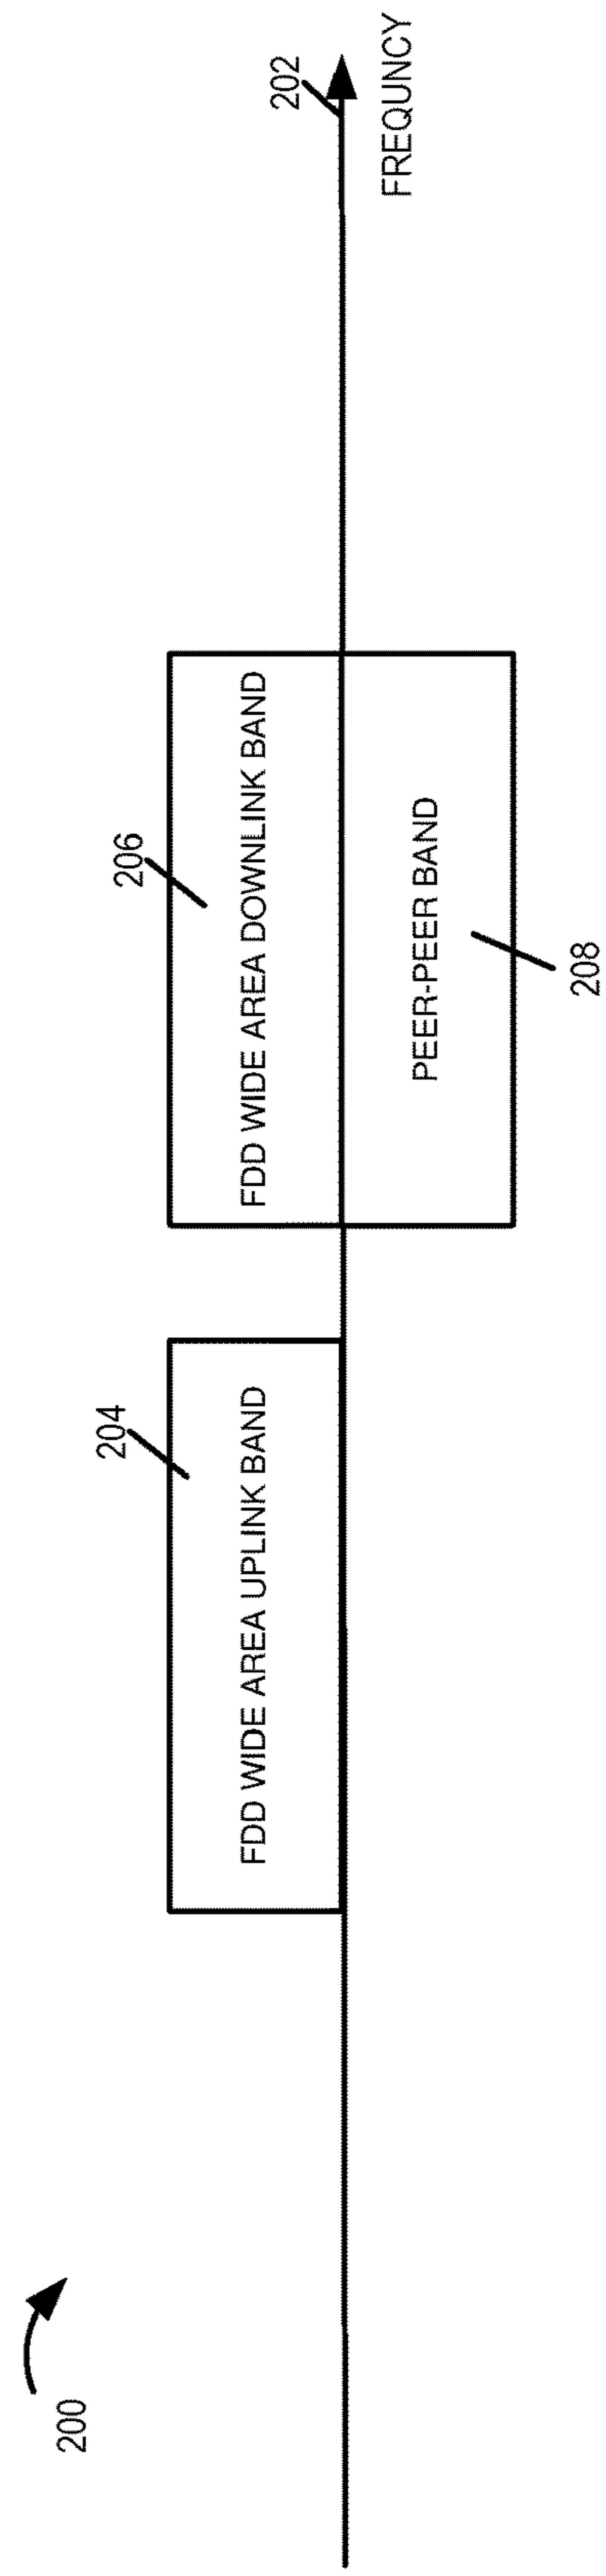 200
204
FDD WIDE AREA UPLINK BAND
206
FDD WIDE AREA DOWNLINK BAND
PEER-PEER BAND
208
202
FREQUNCY